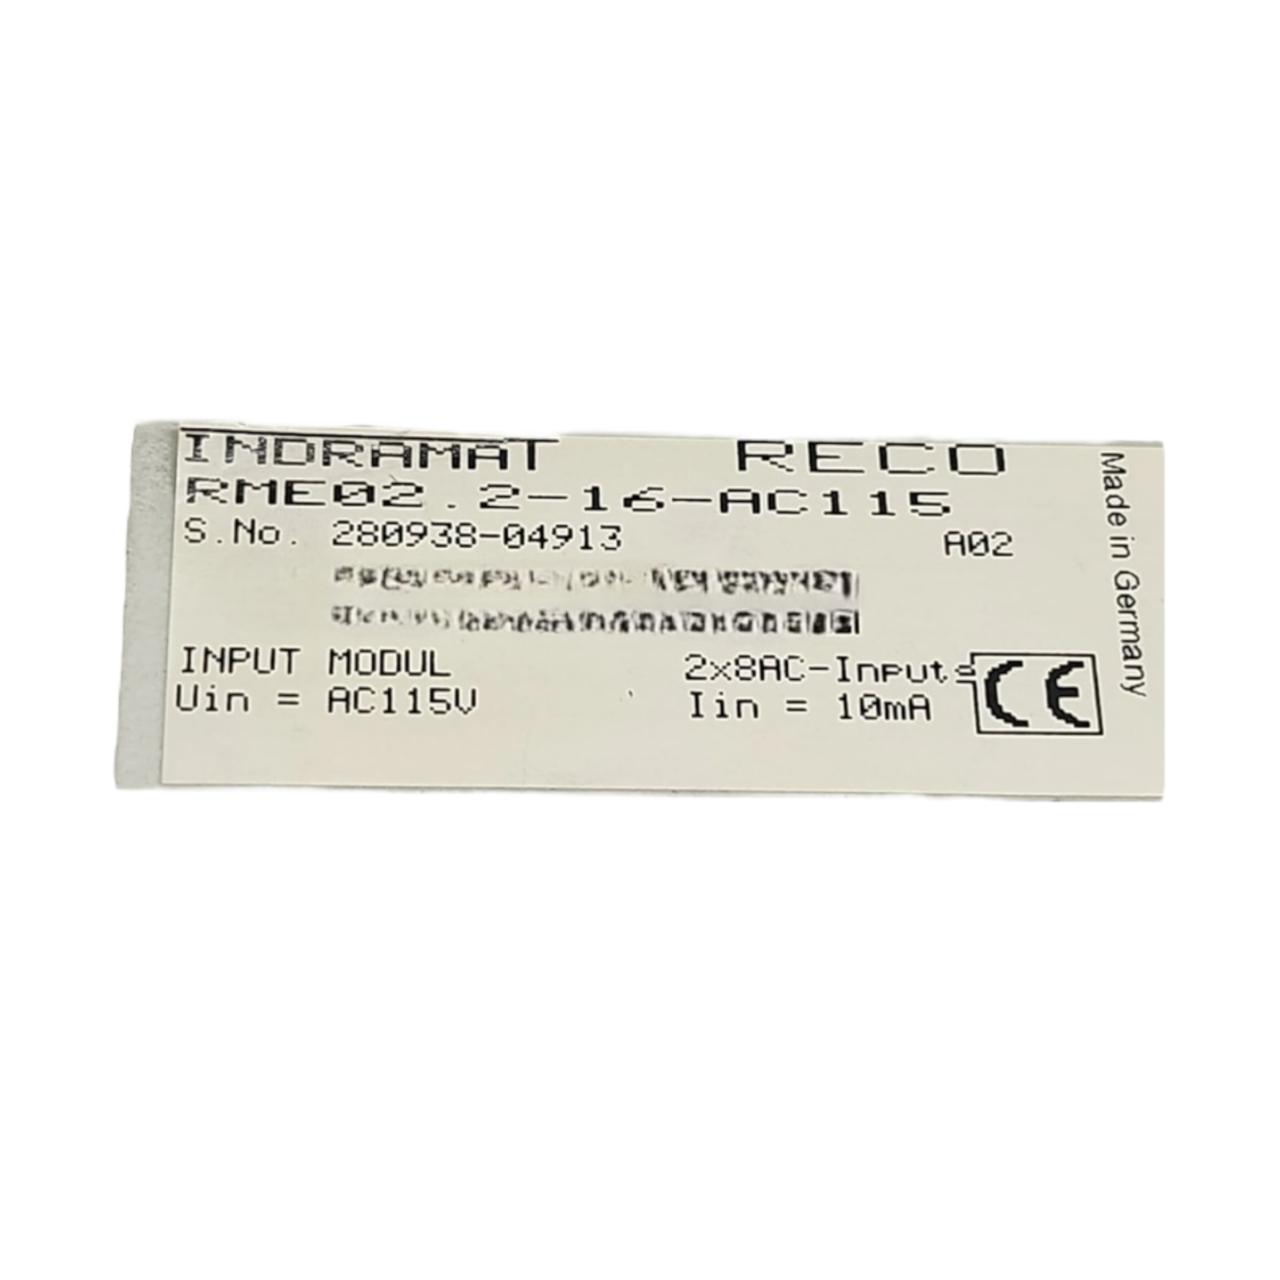 INDRAMAT RECO
RME02.2-16-AC115
S.No. 280938-04913 A02
INPUT MODUL 2x8AC-Inputs
Uin = AC115V Iin = 10mA
CE
Made in Germany